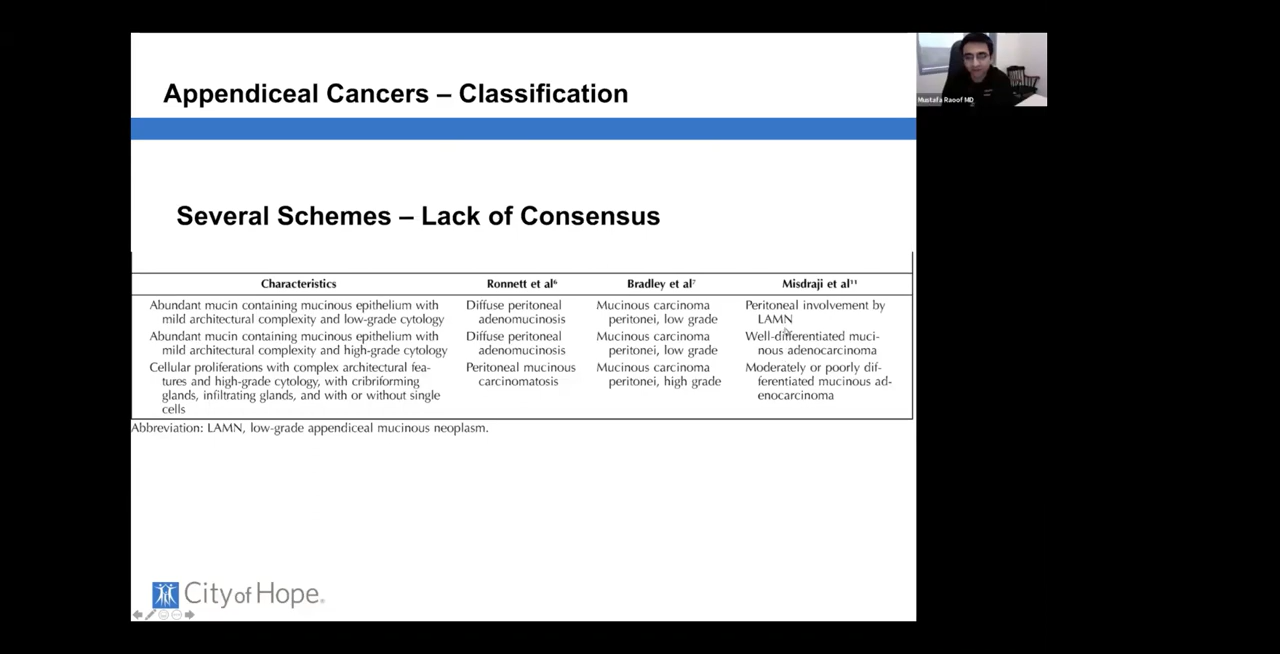 Appendiceal Cancers – Classification
Mustafa Raoof MD
Several Schemes – Lack of Consensus
Characteristics Ronnett et al⁶ Bradley et al⁷ Misdraji et al¹¹
Abundant mucin containing mucinous epithelium with Diffuse peritoneal Mucinous carcinoma Peritoneal involvement by
mild architectural complexity and low-grade cytology adenomucinosis peritonei, low grade LAMN
Abundant mucin containing mucinous epithelium with Diffuse peritoneal Mucinous carcinoma Well-differentiated muci-
mild architectural complexity and high-grade cytology adenomucinosis peritonei, low grade nous adenocarcinoma
Cellular proliferations with complex architectural fea- Peritoneal mucinous Mucinous carcinoma Moderately or poorly dif-
tures and high-grade cytology, with cribriforming carcinomatosis peritonei, high grade ferentiated mucinous ad-
glands, infiltrating glands, and with or without single enocarcinoma
cells
Abbreviation: LAMN, low-grade appendiceal mucinous neoplasm.
City of Hope®